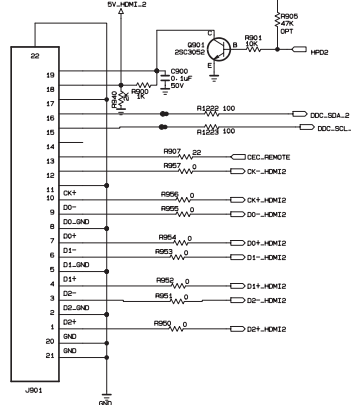 5V_HDMI_2
R905
47K
OPT
C
Q901
2SC3052
B
R901
10K
HPD2
E
22
19
C900
0.1uF
50V
18
R900
1K
R940
17
16
R1222 100
DDC_SDA_2
15
R1223 100
DDC_SCL_
14
13
R907
22
CEC_REMOTE
12
R957
0
CK-_HDMI2
11
CK+
10
R956
0
CK+_HDMI2
D0-
9
R955
0
D0-_HDMI2
D0_GND
8
D0+
7
R954
0
D0+_HDMI2
D1-
6
R953
0
D1-_HDMI2
D1_GND
5
D1+
4
R952
0
D1+_HDMI2
D2-
3
R951
0
D2-_HDMI2
D2_GND
2
D2+
1
R950
0
D2+_HDMI2
GND
20
GND
21
J901
GND